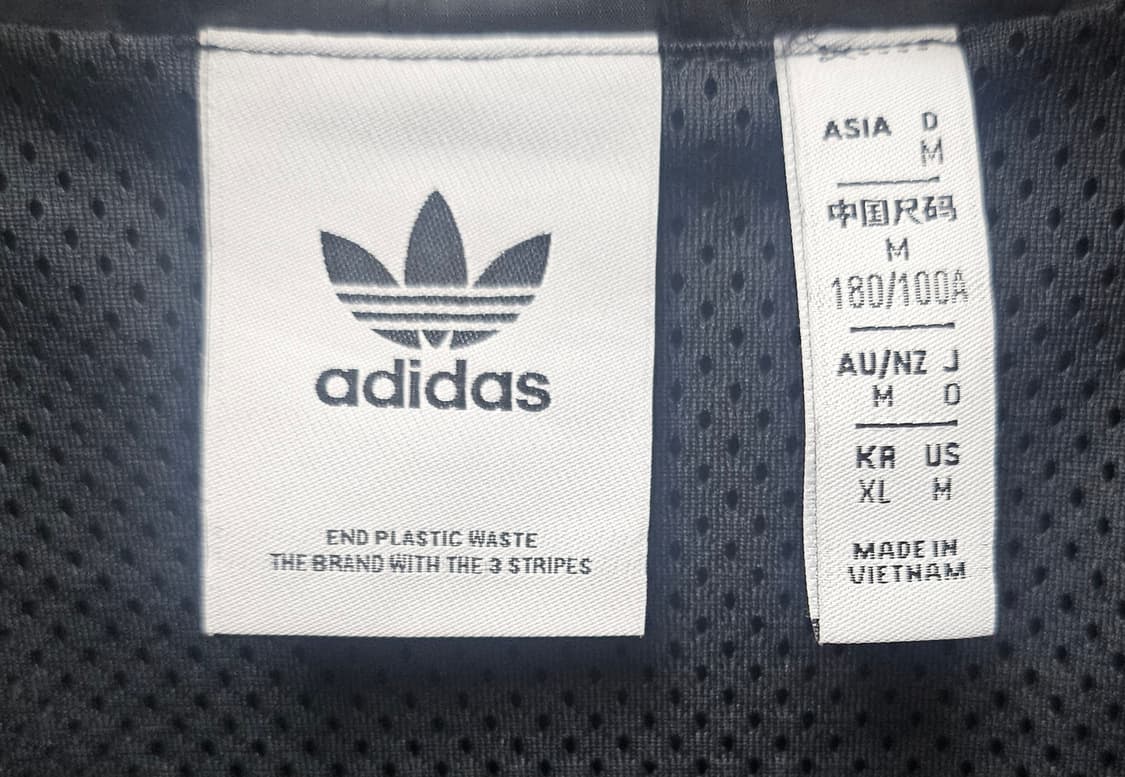 adidas
END PLASTIC WASTE
THE BRAND WITH THE 3 STRIPES
ASIA D
M
中国尺码
M
180/100A
AU/NZ J
M O
KR US
XL M
MADE IN
VIETNAM